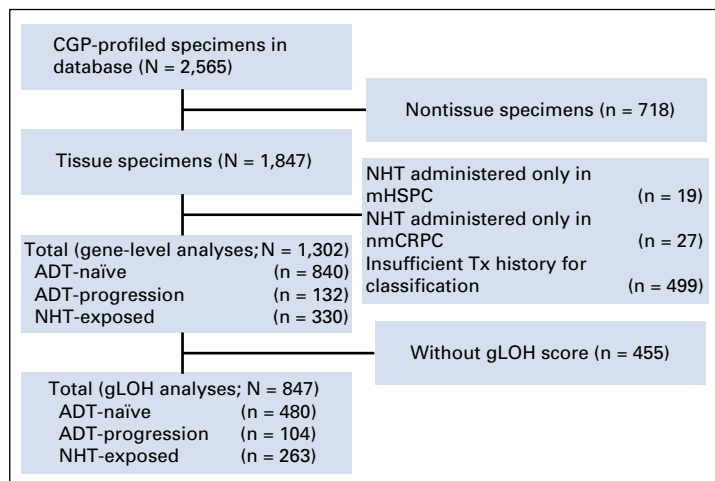 CGP-profiled specimens in
database (N = 2,565)
Nontissue specimens (n = 718)
Tissue specimens (N = 1,847)
NHT administered only in
mHSPC (n = 19)
NHT administered only in
nmCRPC (n = 27)
Insufficient Tx history for
classification (n = 499)
Total (gene-level analyses; N = 1,302)
ADT-naïve (n = 840)
ADT-progression (n = 132)
NHT-exposed (n = 330)
Without gLOH score (n = 455)
Total (gLOH analyses; N = 847)
ADT-naïve (n = 480)
ADT-progression (n = 104)
NHT-exposed (n = 263)